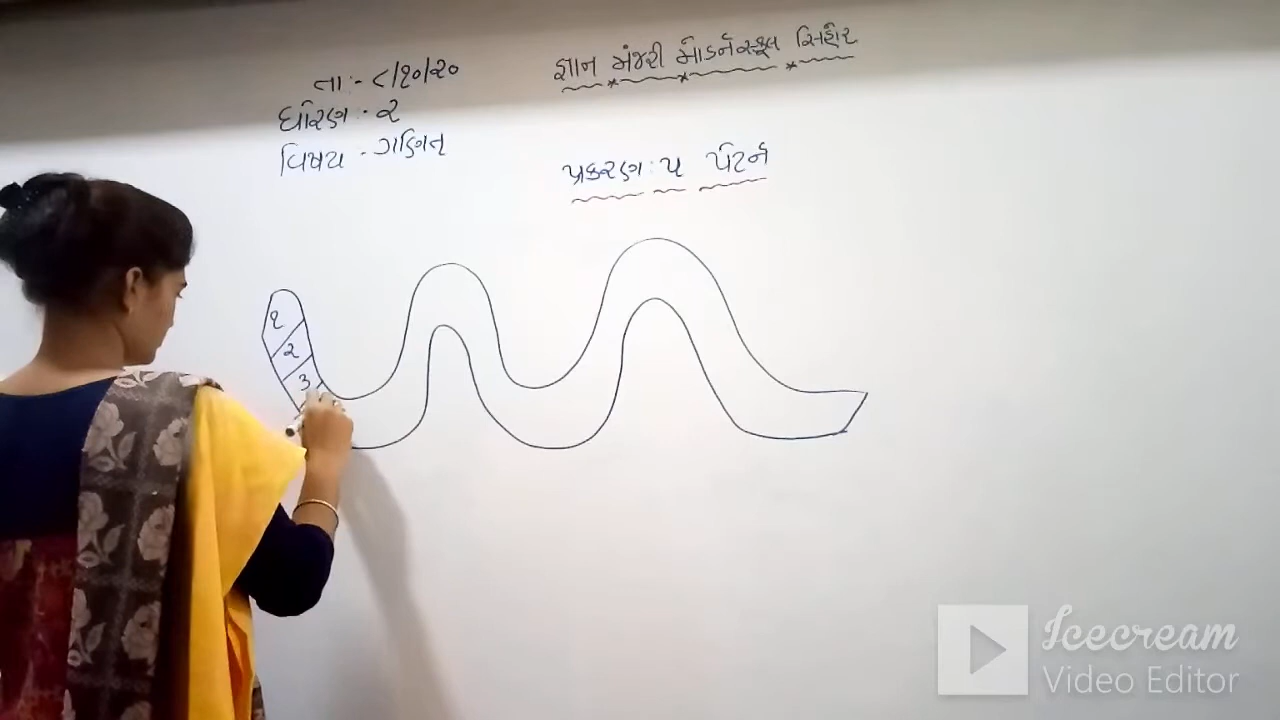 તા :- ૮/૧૦/૨૦
જ્ઞાન મંજરી મોડર્ન સ્કૂલ સિહોર
ધોરણ :- ૨
વિષય - ગણિત
પ્રકરણ : ૫ પેટર્ન
૧
૨
૩
Icecream
Video Editor